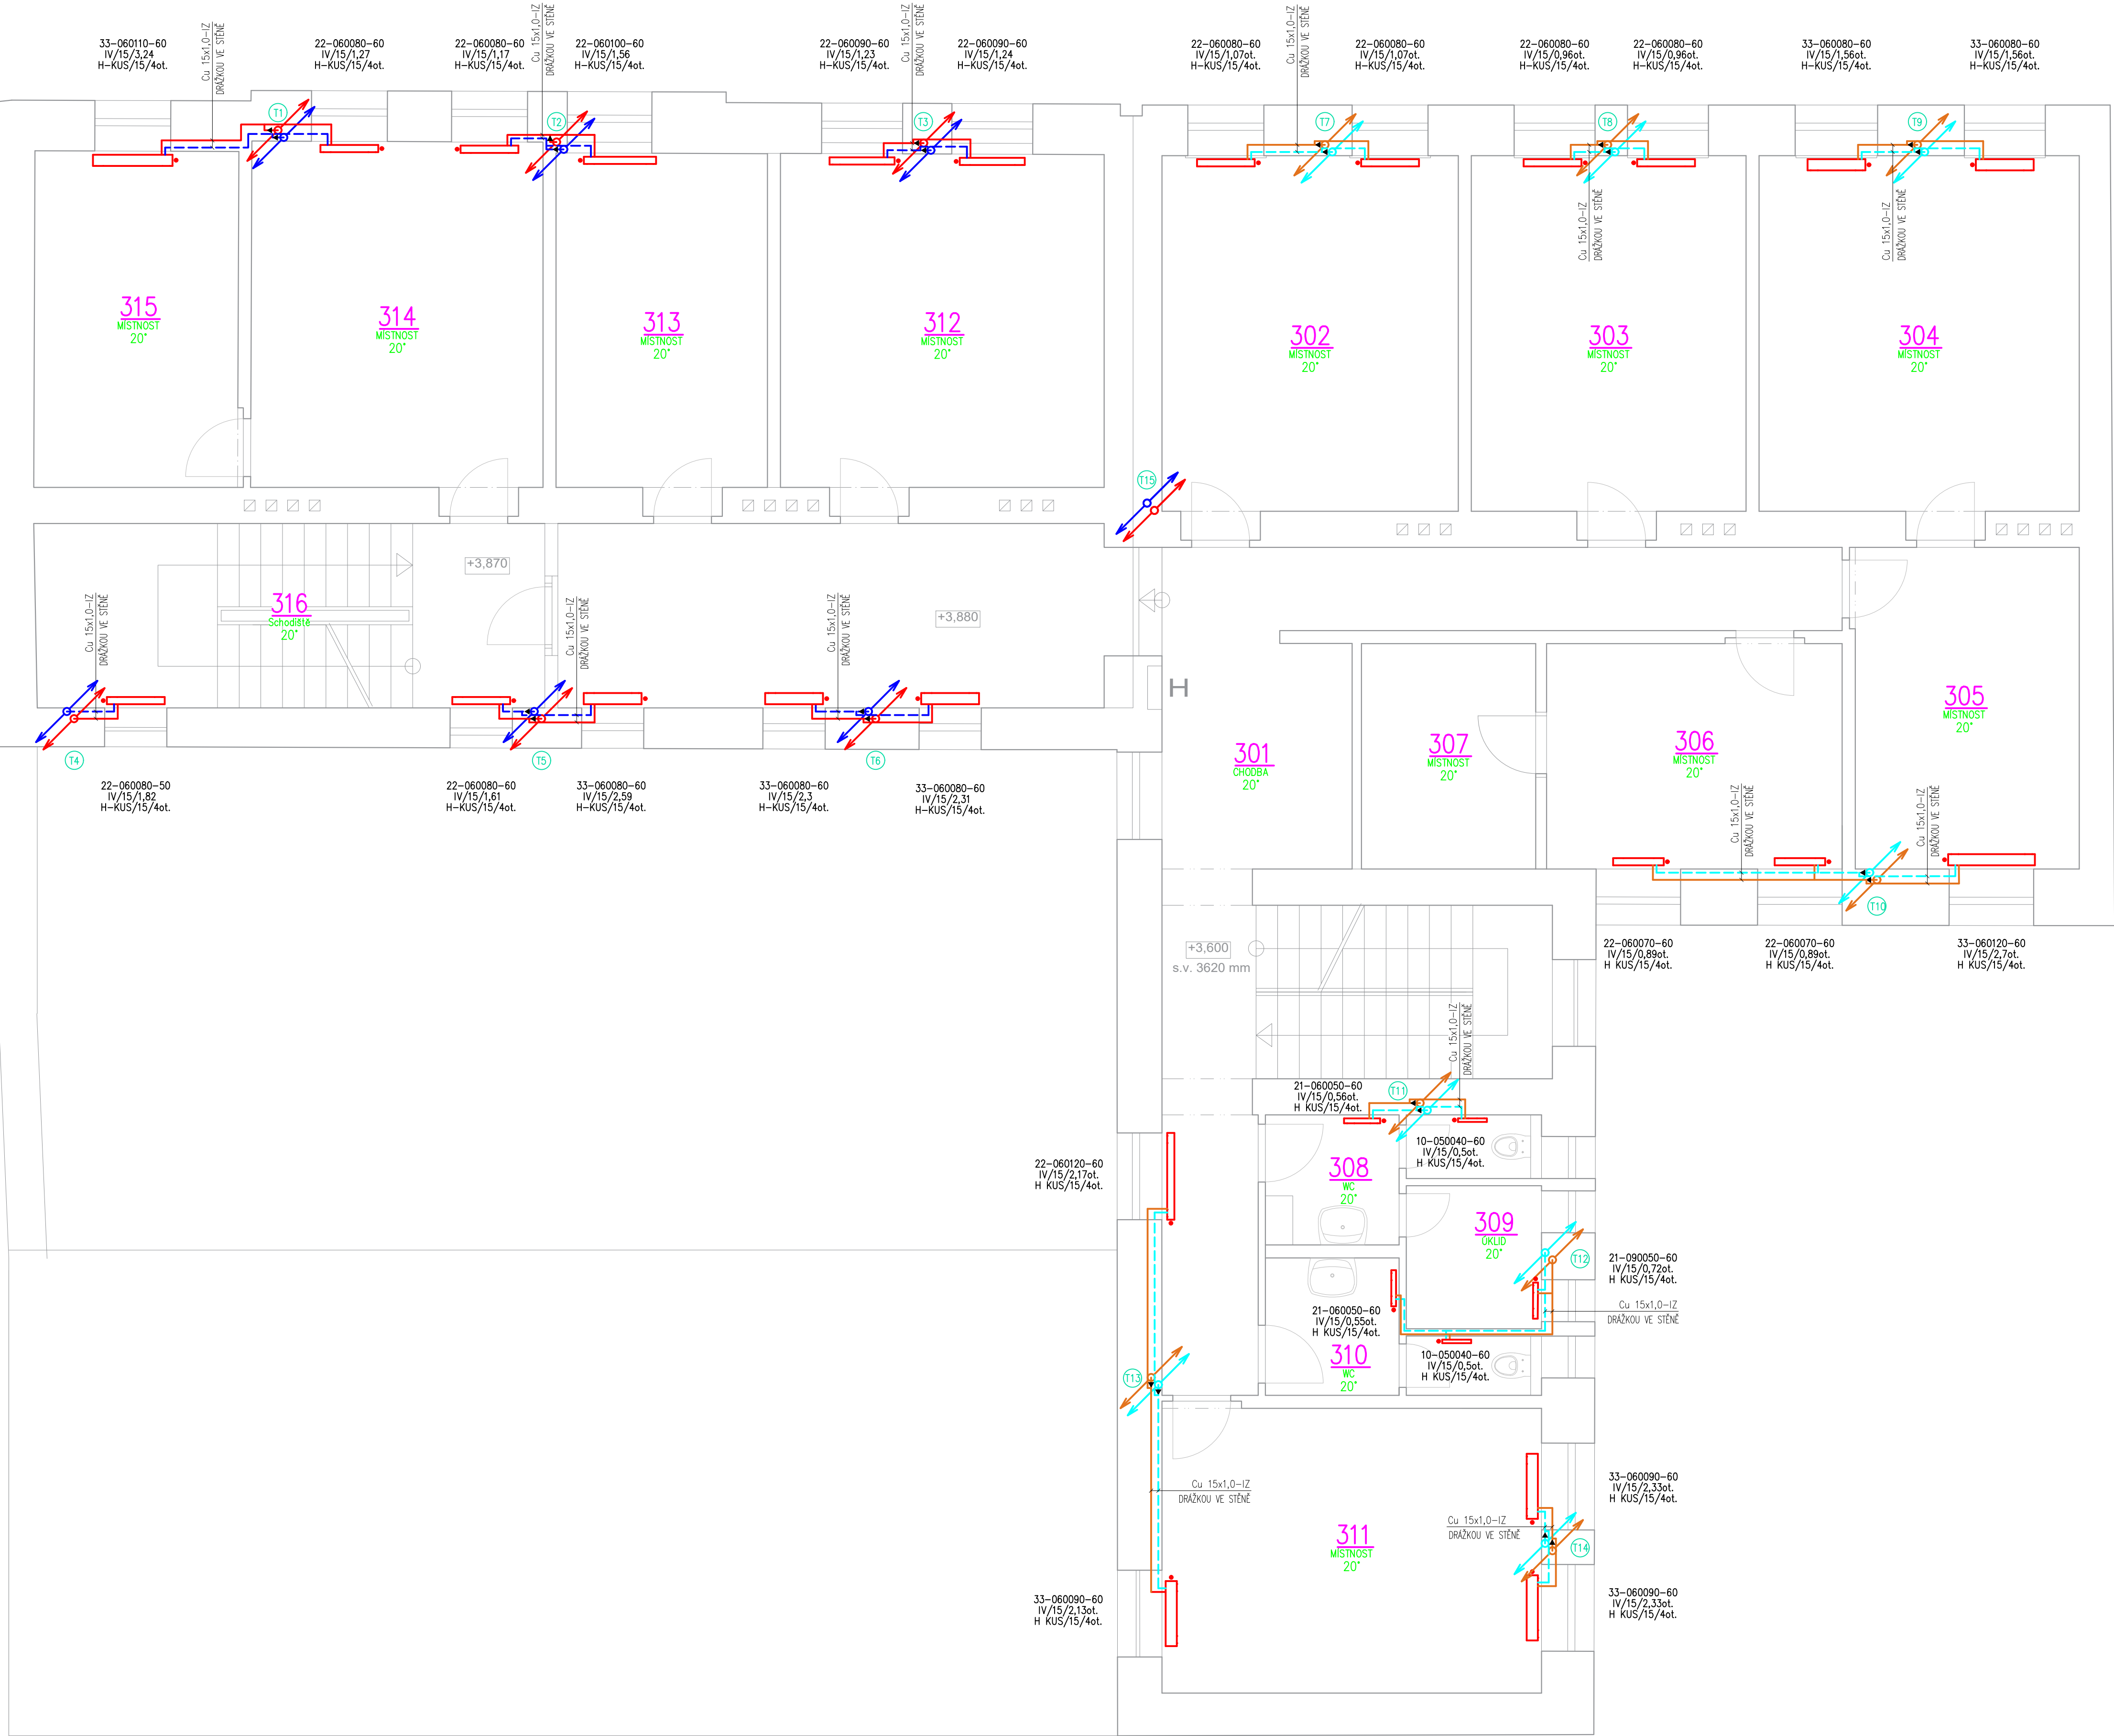 33-060110-60
IV/15/3,24
H-KUS/15/4ot.
Cu 15x1,0-IZ
DRÁŽKOU VE STĚNĚ
22-060080-60
IV/15/1,27
H-KUS/15/4ot.
22-060080-60
IV/15/1,17
H-KUS/15/4ot.
Cu 15x1,0-IZ
DRÁŽKOU VE STĚNĚ
22-060100-60
IV/15/1,56
H-KUS/15/4ot.
22-060090-60
IV/15/1,23
H-KUS/15/4ot.
Cu 15x1,0-IZ
DRÁŽKOU VE STĚNĚ
22-060090-60
IV/15/1,24
H-KUS/15/4ot.
22-060080-60
IV/15/1,07ot.
H-KUS/15/4ot.
Cu 15x1,0-IZ
DRÁŽKOU VE STĚNĚ
22-060080-60
IV/15/1,07ot.
H-KUS/15/4ot.
22-060080-60
IV/15/0,96ot.
H-KUS/15/4ot.
22-060080-60
IV/15/0,96ot.
H-KUS/15/4ot.
33-060080-60
IV/15/1,56ot.
H-KUS/15/4ot.
33-060080-60
IV/15/1,56ot.
H-KUS/15/4ot.
T1
T2
T3
T7
T8
T9
Cu 15x1,0-IZ
DRÁŽKOU VE STĚNĚ
Cu 15x1,0-IZ
DRÁŽKOU VE STĚNĚ
315
MÍSTNOST
20°
314
MÍSTNOST
20°
313
MÍSTNOST
20°
312
MÍSTNOST
20°
302
MÍSTNOST
20°
303
MÍSTNOST
20°
304
MÍSTNOST
20°
T15
+3,870
+3,880
316
Schodiště
20°
Cu 15x1,0-IZ
DRÁŽKOU VE STĚNĚ
Cu 15x1,0-IZ
DRÁŽKOU VE STĚNĚ
Cu 15x1,0-IZ
DRÁŽKOU VE STĚNĚ
H
T4
T5
T6
301
CHODBA
20°
307
MÍSTNOST
20°
306
MÍSTNOST
20°
305
MÍSTNOST
20°
22-060080-50
IV/15/1,82
H-KUS/15/4ot.
22-060080-60
IV/15/1,61
H-KUS/15/4ot.
33-060080-60
IV/15/2,59
H-KUS/15/4ot.
33-060080-60
IV/15/2,3
H-KUS/15/4ot.
33-060080-60
IV/15/2,31
H-KUS/15/4ot.
Cu 15x1,0-IZ
DRÁŽKOU VE STĚNĚ
Cu 15x1,0-IZ
DRÁŽKOU VE STĚNĚ
T10
22-060070-60
IV/15/0,89ot.
H KUS/15/4ot.
22-060070-60
IV/15/0,89ot.
H KUS/15/4ot.
33-060120-60
IV/15/2,7ot.
H KUS/15/4ot.
+3,600
s.v. 3620 mm
Cu 15x1,0-IZ
DRÁŽKOU VE STĚNĚ
21-060050-60
IV/15/0,56ot.
H KUS/15/4ot.
T11
10-050040-60
IV/15/0,5ot.
H KUS/15/4ot.
22-060120-60
IV/15/2,17ot.
H KUS/15/4ot.
308
WC
20°
309
ÚKLID
20°
T12
21-090050-60
IV/15/0,72ot.
H KUS/15/4ot.
Cu 15x1,0-IZ
DRÁŽKOU VE STĚNĚ
21-060050-60
IV/15/0,55ot.
H KUS/15/4ot.
310
WC
20°
10-050040-60
IV/15/0,5ot.
H KUS/15/4ot.
T13
Cu 15x1,0-IZ
DRÁŽKOU VE STĚNĚ
33-060090-60
IV/15/2,33ot.
H KUS/15/4ot.
Cu 15x1,0-IZ
DRÁŽKOU VE STĚNĚ
311
MÍSTNOST
20°
T14
33-060090-60
IV/15/2,13ot.
H KUS/15/4ot.
33-060090-60
IV/15/2,33ot.
H KUS/15/4ot.